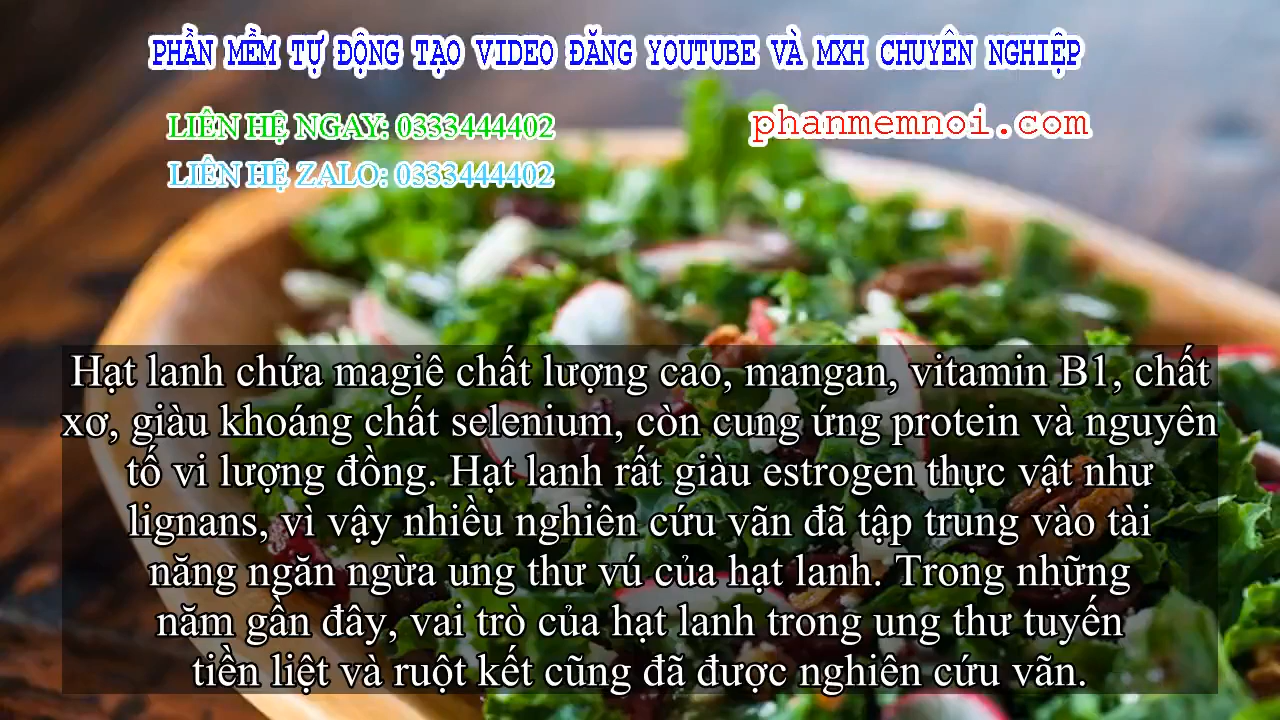 PHẦN MỀM TỰ ĐỘNG TẠO VIDEO ĐĂNG YOUTUBE VÀ MXH CHUYÊN NGHIỆP
LIÊN HỆ NGAY: 0333444402
phanmemnoi.com
LIÊN HỆ ZALO: 0333444402
Hạt lanh chứa magiê chất lượng cao, mangan, vitamin B1, chất
xơ, giàu khoáng chất selenium, còn cung ứng protein và nguyên
tố vi lượng đồng. Hạt lanh rất giàu estrogen thực vật như
lignans, vì vậy nhiều nghiên cứu vãn đã tập trung vào tài
năng ngăn ngừa ung thư vú của hạt lanh. Trong những
năm gần đây, vai trò của hạt lanh trong ung thư tuyến
tiền liệt và ruột kết cũng đã được nghiên cứu vãn.